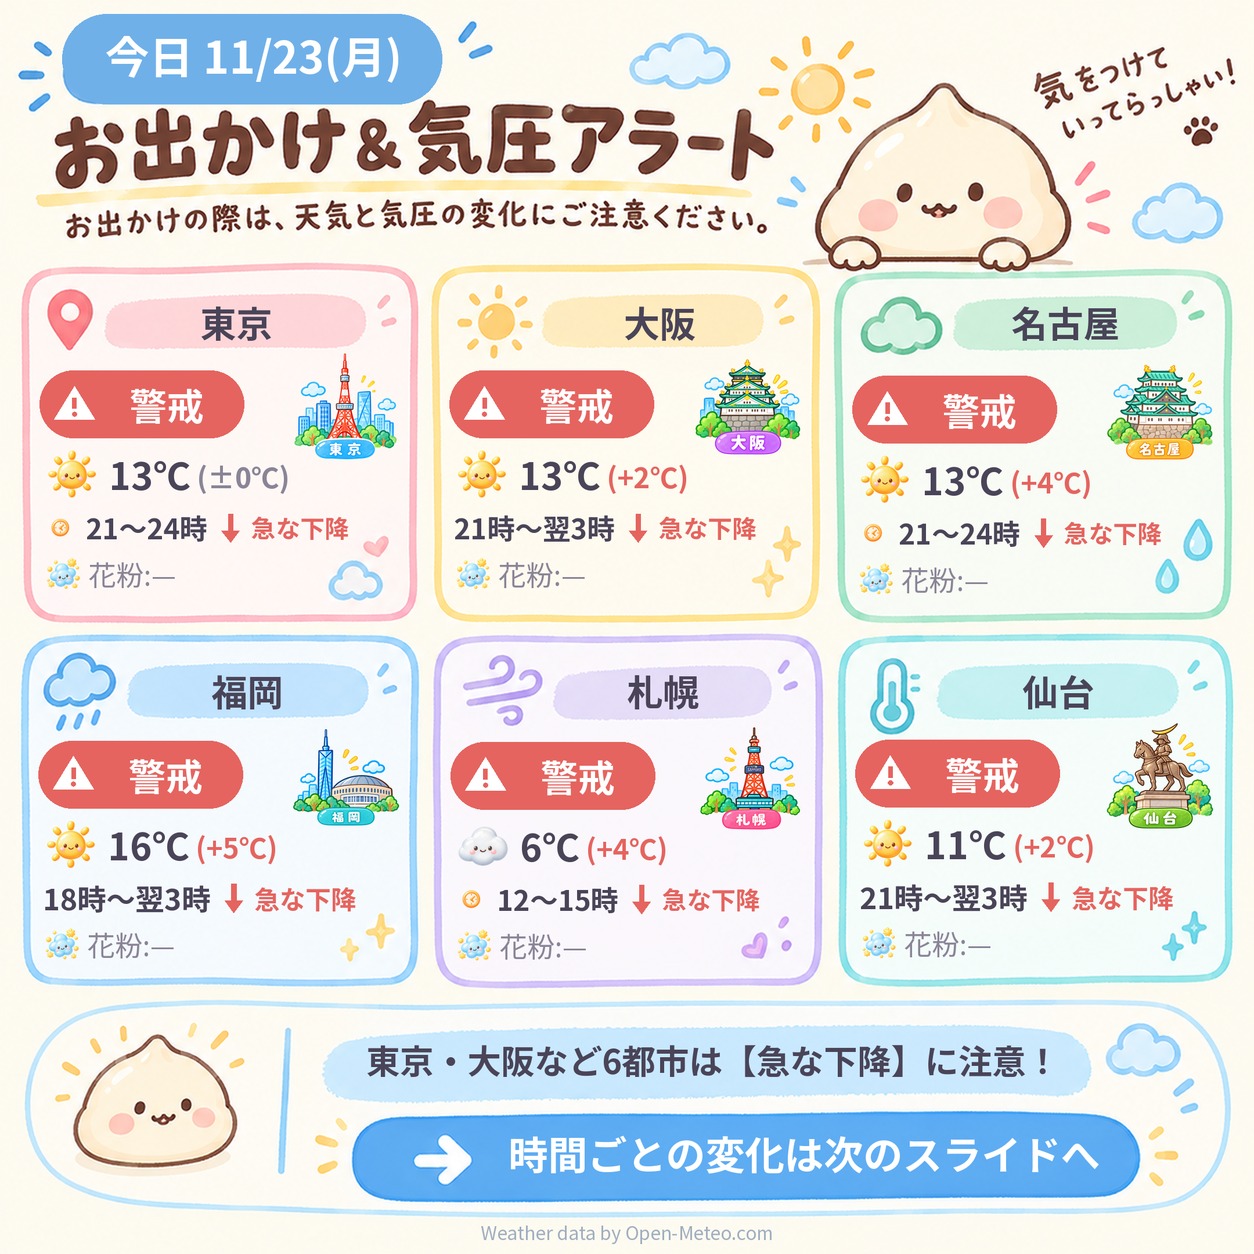 今日 11/23(月)
お出かけ&気圧アラート
お出かけの際は、天気と気圧の変化にご注意ください。
気をつけて
いってらっしゃい!
東京
警戒
東京
13℃ (±0℃)
21〜24時 ↓ 急な下降
花粉:—
大阪
警戒
大阪
13℃ (+2℃)
21時〜翌3時 ↓ 急な下降
花粉:—
名古屋
警戒
名古屋
13℃ (+4℃)
21〜24時 ↓ 急な下降
花粉:—
福岡
警戒
福岡
16℃ (+5℃)
18時〜翌3時 ↓ 急な下降
花粉:—
札幌
警戒
札幌
6℃ (+4℃)
12〜15時 ↓ 急な下降
花粉:—
仙台
警戒
仙台
11℃ (+2℃)
21時〜翌3時 ↓ 急な下降
花粉:—
東京・大阪など6都市は【急な下降】に注意！
→ 時間ごとの変化は次のスライドへ
Weather data by Open-Meteo.com